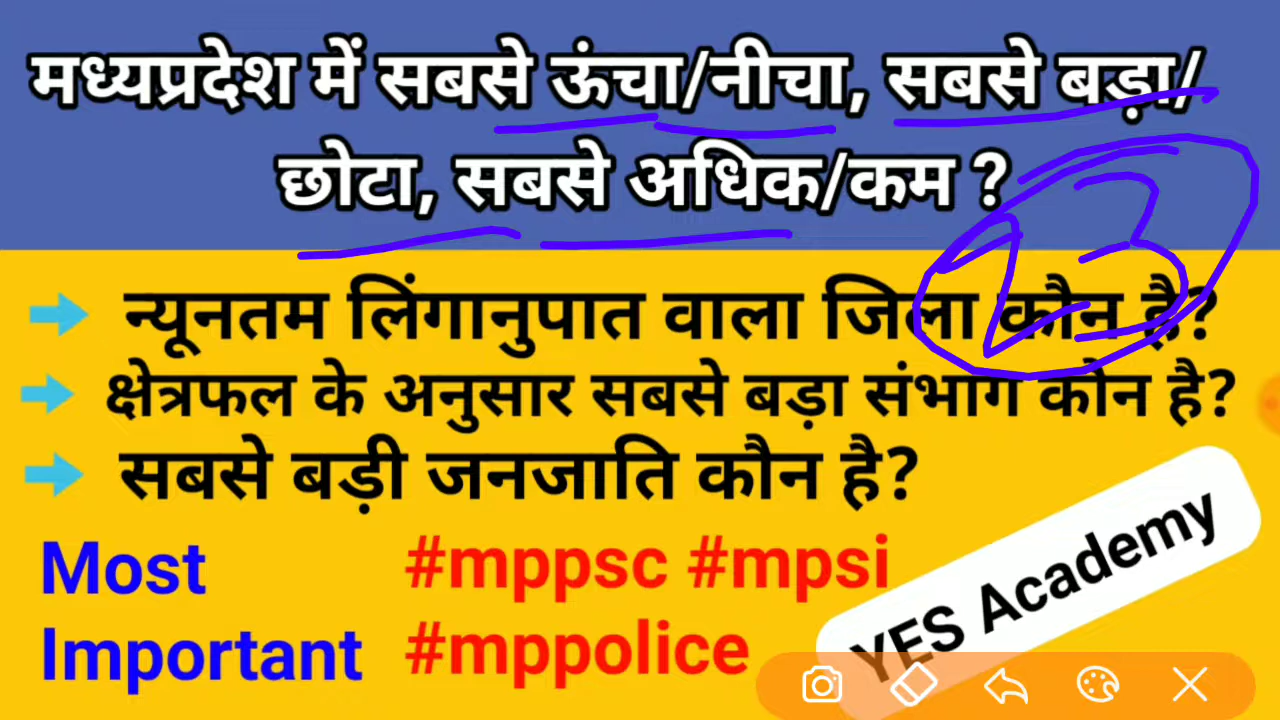 मध्यप्रदेश में सबसे ऊंचा/नीचा, सबसे बड़ा/
छोटा, सबसे अधिक/कम ?
23
न्यूनतम लिंगानुपात वाला जिला कौन है?
क्षेत्रफल के अनुसार सबसे बड़ा संभाग कौन है?
सबसे बड़ी जनजाति कौन है?
Most
Important
#mppsc #mpsi
#mppolice
YES Academy